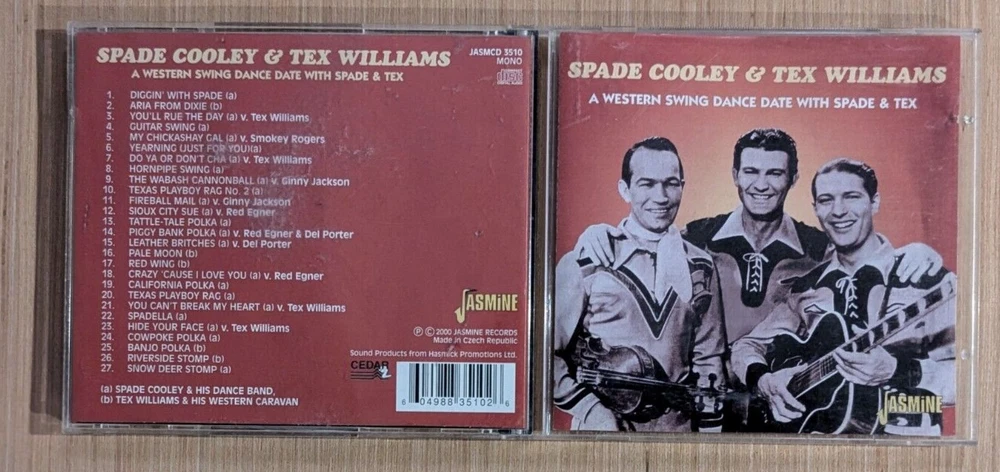 SPADE COOLEY & TEX WILLIAMS
JASMCD 3510
MONO
A WESTERN SWING DANCE DATE WITH SPADE & TEX
1. DIGGIN' WITH SPADE (a)
2. ARIA FROM DIXIE (b)
3. YOU'LL RUE THE DAY (a) v. Tex Williams
4. GUITAR SWING (a)
5. MY CHICKASHAY GAL (a) v. Smokey Rogers
6. YEARNING (JUST FOR YOU)(a)
7. DO YA OR DON'T CHA (a) v. Tex Williams
8. HORNPIPE SWING (a)
9. THE WABASH CANNONBALL (a) v. Ginny Jackson
10. TEXAS PLAYBOY RAG No. 2 (a)
11. FIREBALL MAIL (a) v. Ginny Jackson
12. SIOUX CITY SUE (a) v. Red Egner
13. TATTLE-TALE POLKA (a)
14. PIGGY BANK POLKA (a) v. Red Egner & Del Porter
15. LEATHER BRITCHES (a) v. Del Porter
16. PALE MOON (b)
17. RED WING (b)
18. CRAZY 'CAUSE I LOVE YOU (a) v. Red Egner
19. CALIFORNIA POLKA (a)
20. TEXAS PLAYBOY RAG (a)
21. YOU CAN'T BREAK MY HEART (a) v. Tex Williams
22. SPADELLA (a)
23. HIDE YOUR FACE (a) v. Tex Williams
24. COWPOKE POLKA (a)
25. BANJO POLKA (b)
26. RIVERSIDE STOMP (b)
27. SNOW DEER STOMP (a)
(a) SPADE COOLEY & HIS DANCE BAND,
(b) TEX WILLIAMS & HIS WESTERN CARAVAN
JASMiNE
℗ © 2000 JASMINE RECORDS
Made in Czech Republic
Sound Products from Hasmick Promotions Ltd.
CEDAR
2
6 04988 35102 6
SPADE COOLEY & TEX WILLIAMS
A WESTERN SWING DANCE DATE WITH SPADE & TEX
JASMiNE